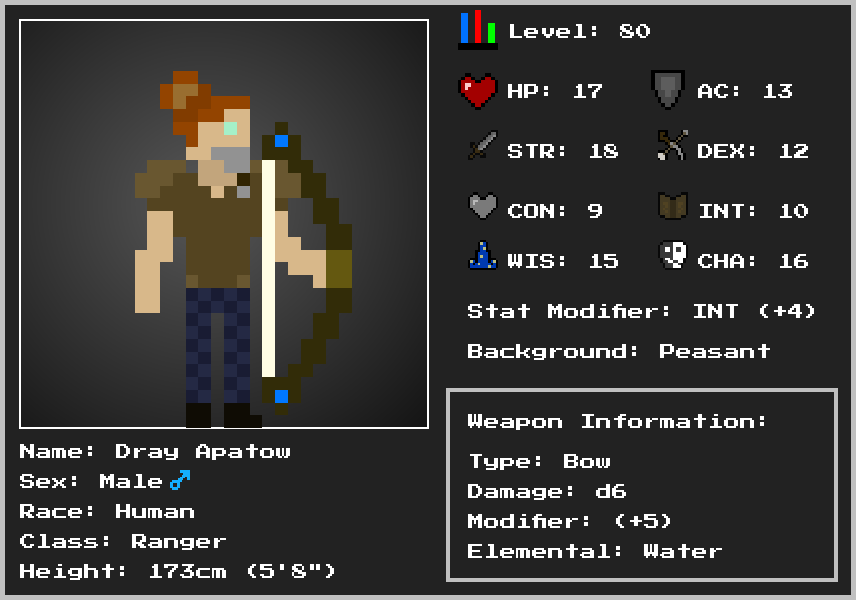 Level: 80
HP: 17
AC: 13
STR: 18
DEX: 12
CON: 9
INT: 10
WIS: 15
CHA: 16
Stat Modifier: INT (+4)
Background: Peasant
Weapon Information:
Type: Bow
Damage: d6
Modifier: (+5)
Elemental: Water
Name: Dray Apatow
Sex: Male ♂
Race: Human
Class: Ranger
Height: 173cm (5'8")